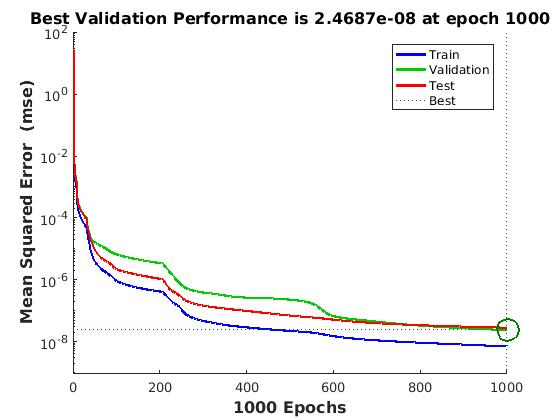 Best Validation Performance is 2.4687e-08 at epoch 1000
10^2
10^0
10^-2
10^-4
10^-6
10^-8
Mean Squared Error (mse)
Train
Validation
Test
Best
0
200
400
600
800
1000
1000 Epochs